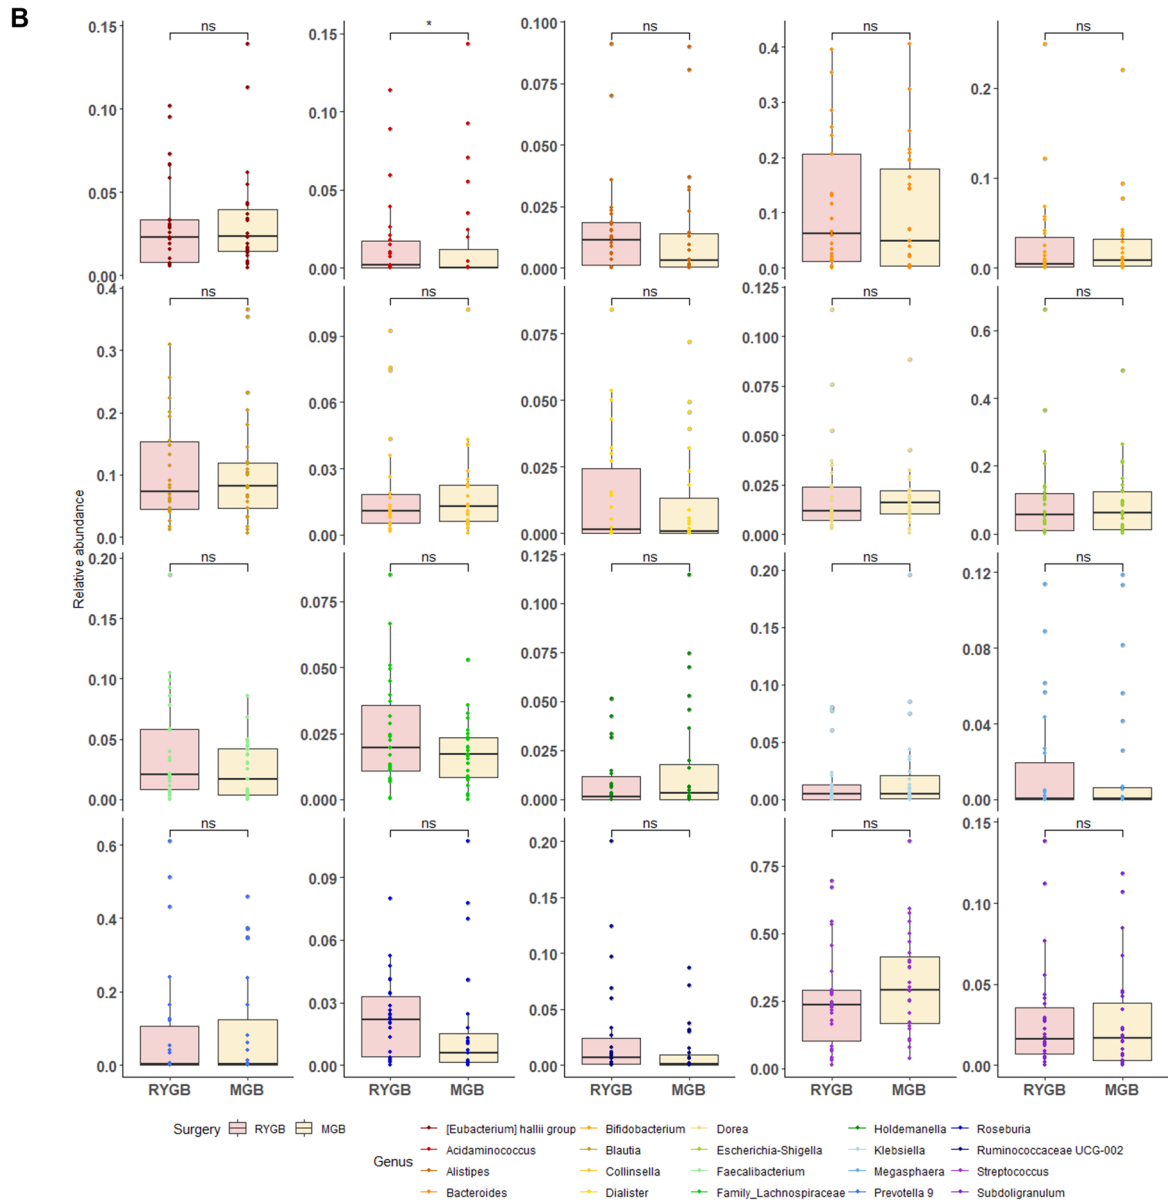 B
ns * ns ns ns
0.15 0.15 0.100 0.4 0.2
0.10 0.10 0.075 0.3 0.1
0.05 0.05 0.050 0.2 0.0
0.00 0.00 0.025 0.1
0.000 0.0
ns ns ns ns ns
0.4 0.09 0.075 0.125 0.6
0.3 0.06 0.050 0.100 0.4
0.2 0.03 0.025 0.075 0.2
0.1 0.00 0.000 0.050 0.0
0.0 0.025
0.000
Relative abundance
ns ns ns ns ns
0.20 0.075 0.125 0.20 0.12
0.15 0.050 0.100 0.15 0.08
0.10 0.025 0.075 0.10 0.04
0.05 0.000 0.050 0.05 0.00
0.00 0.025 0.00
0.000
ns ns ns ns ns
0.6 0.09 0.20 0.75 0.15
0.4 0.06 0.15 0.50 0.10
0.2 0.03 0.10 0.25 0.05
0.0 0.00 0.05 0.00 0.00
0.00
RYGB MGB RYGB MGB RYGB MGB RYGB MGB RYGB MGB
Surgery RYGB MGB
Genus
[Eubacterium] hallii group Bifidobacterium Dorea Holdemanella Roseburia
Acidaminococcus Blautia Escherichia-Shigella Klebsiella Ruminococcaceae UCG-002
Alistipes Collinsella Faecalibacterium Megasphaera Streptococcus
Bacteroides Dialister Family_Lachnospiraceae Prevotella 9 Subdoligranulum